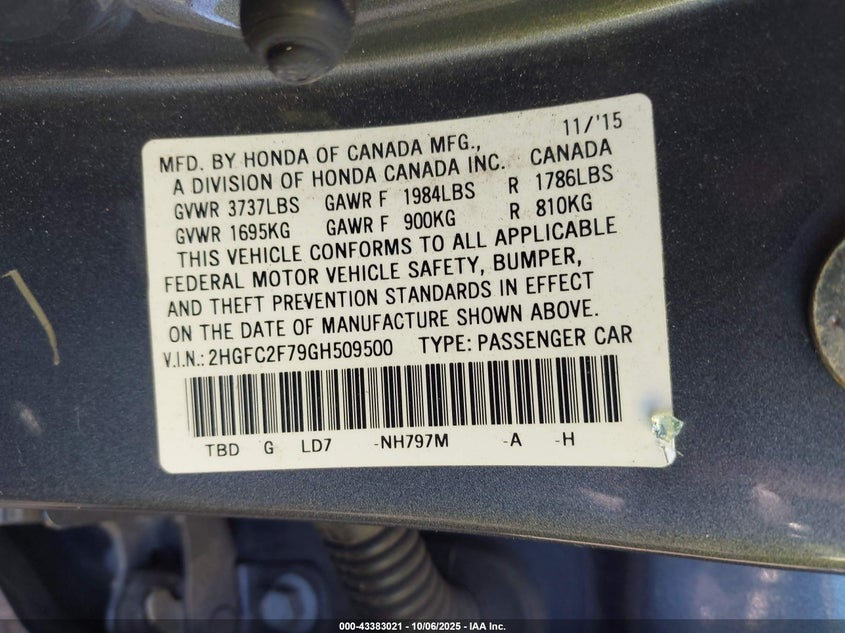 11/'15
MFD. BY HONDA OF CANADA MFG.,
A DIVISION OF HONDA CANADA INC. CANADA
GVWR 3737LBS GAWR F 1984LBS R 1786LBS
GVWR 1695KG GAWR F 900KG R 810KG
THIS VEHICLE CONFORMS TO ALL APPLICABLE
FEDERAL MOTOR VEHICLE SAFETY, BUMPER,
AND THEFT PREVENTION STANDARDS IN EFFECT
ON THE DATE OF MANUFACTURE SHOWN ABOVE.
V.I.N.: 2HGFC2F79GH509500 TYPE: PASSENGER CAR
TBD G LD7 -NH797M -A -H
000-43383021 - 10/06/2025 - IAA Inc.